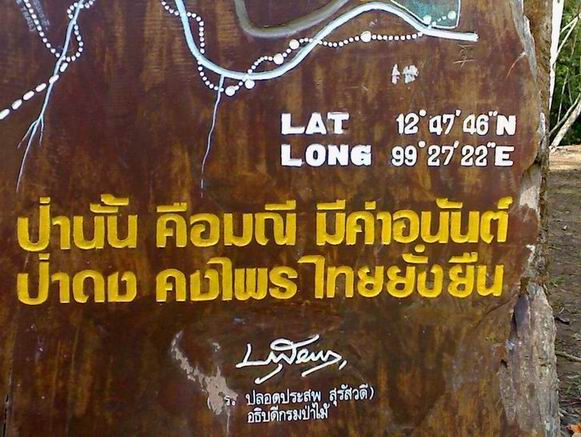 LAT 12°47'46"N
LONG 99°27'22"E
ป่านั้น คือมณี มีค่าอนันต์
ป่าดง คงไพร ไทยยั่งยืน
ร. ปลอดประสพ สุรัสวดี)
อธิบดีกรมป่าไม้